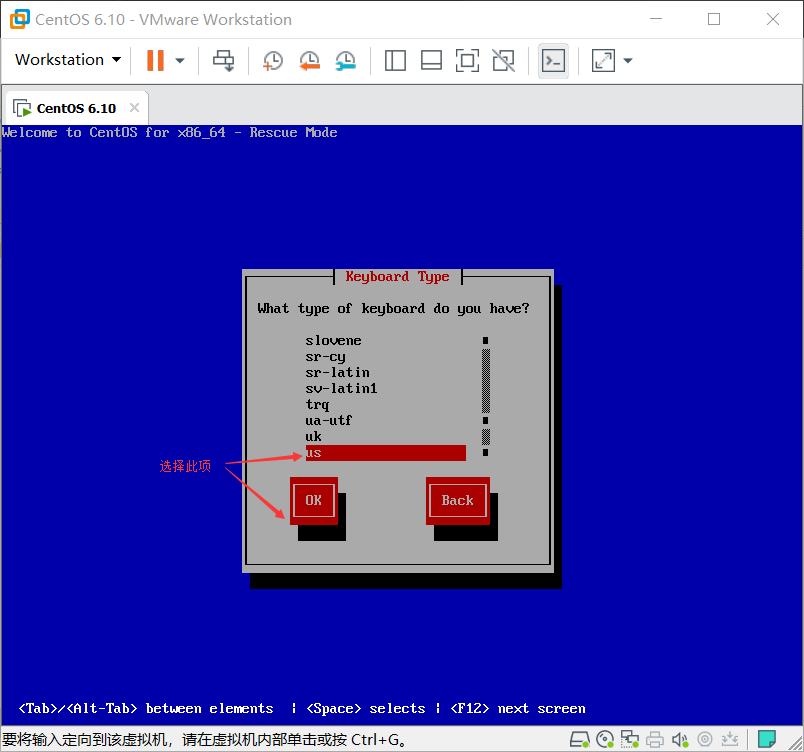 CentOS 6.10 - VMware Workstation
Workstation
CentOS 6.10
Welcome to CentOS for x86_64 - Rescue Mode
Keyboard Type
What type of keyboard do you have?
slovene
sr-cy
sr-latin
sv-latin1
trq
ua-utf
uk
us
选择此项
OK
Back
<Tab>/<Alt-Tab> between elements | <Space> selects | <F12> next screen
要将输入定向到该虚拟机，请在虚拟机内部单击或按 Ctrl+G。